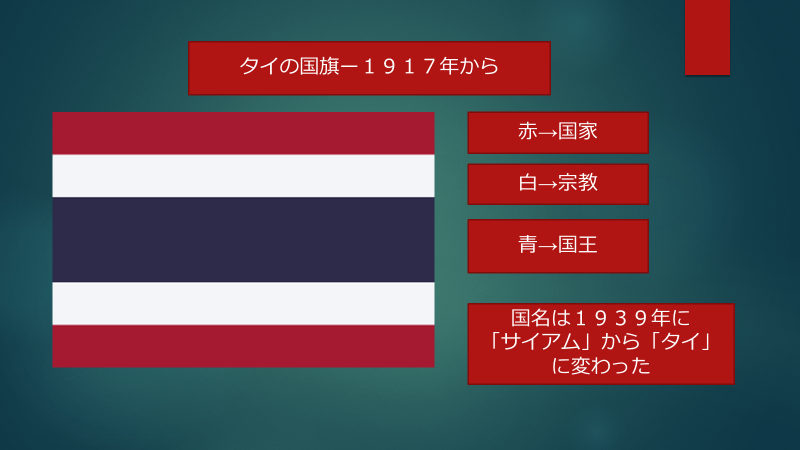 タイの国旗ー１９１７年から
赤→国家
白→宗教
青→国王
国名は１９３９年に
「サイアム」から「タイ」
に変わった